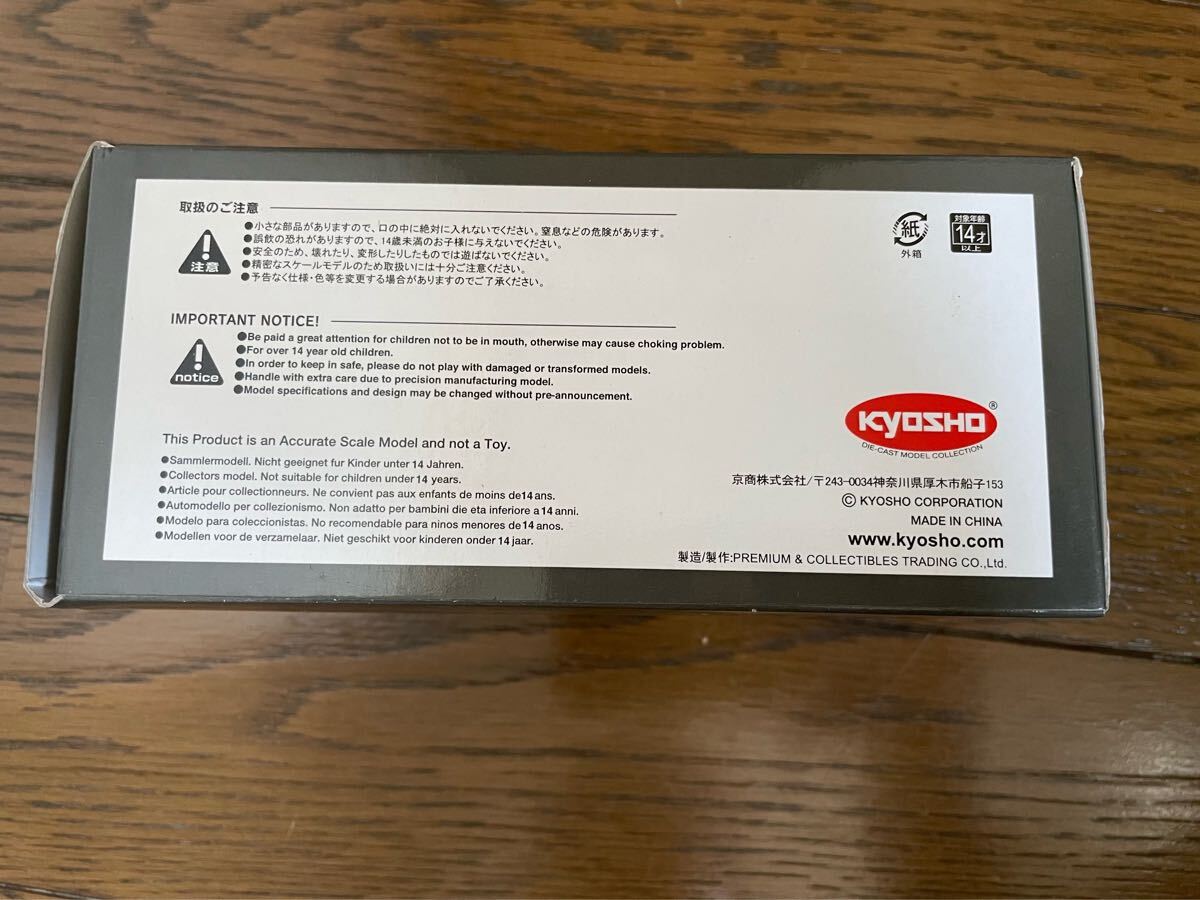 取扱のご注意
注意
●小さな部品がありますので、口の中に絶対に入れないでください。窒息などの危険があります。
●誤飲の恐れがありますので、14歳未満のお子様に与えないでください。
●安全のため、壊れたり、変形したりしたものでは遊ばないでください。
●精密なスケールモデルのため取扱いには十分ご注意ください。
●予告なく仕様・色等を変更する場合がありますのでご了承ください。
紙
外箱
対象年齢
14才
以上
IMPORTANT NOTICE!
notice
●Be paid a great attention for children not to be in mouth, otherwise may cause choking problem.
●For over 14 year old children.
●In order to keep in safe, please do not play with damaged or transformed models.
●Handle with extra care due to precision manufacturing model.
●Model specifications and design may be changed without pre-announcement.
This Product is an Accurate Scale Model and not a Toy.
●Sammlermodell. Nicht geeignet fur Kinder unter 14 Jahren.
●Collectors model. Not suitable for children under 14 years.
●Article pour collectionneurs. Ne convient pas aux enfants de moins de14ans.
●Automodello per collezionismo. Non adatto per bambini die eta inferiore a14anni.
●Modelo para coleccionistas. No recomendable para ninos menores de14anos.
●Modellen voor de verzamelaar. Niet geschikt voor kinderen onder 14 jaar.
KYOSHO®
DIE-CAST MODEL COLLECTION
京商株式会社/〒243-0034神奈川県厚木市船子153
© KYOSHO CORPORATION
MADE IN CHINA
www.kyosho.com
製造/製作:PREMIUM & COLLECTIBLES TRADING CO.,Ltd.